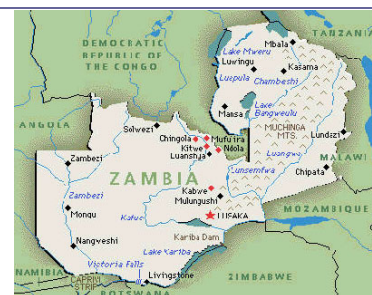 TANZANIA
DEMOCRATIC
REPUBLIC OF
THE CONGO
Lake Mweru
Mbala
Luwingu
Kasama
Luapula
Chambeshi
Mansa
Lake
Bangweulu
ANGOLA
Solwezi
Chingola
Mufulira
Kitwe
Ndola
Luanshya
MUCHINGA
MTS.
Lundazi
Luangwa
MALAWI
Zambezi
Lunsemfwa
Chipata
ZAMBIA
Kabwe
Mulungushi
Zambezi
Mongu
Kafue
LUSAKA
MOZAMBIQUE
Nangweshi
Kariba Dam
Lake Kariba
Victoria Falls
NAMIBIA
CAPRIVI
STRIP
Livingstone
ZIMBABWE
BOTSWANA